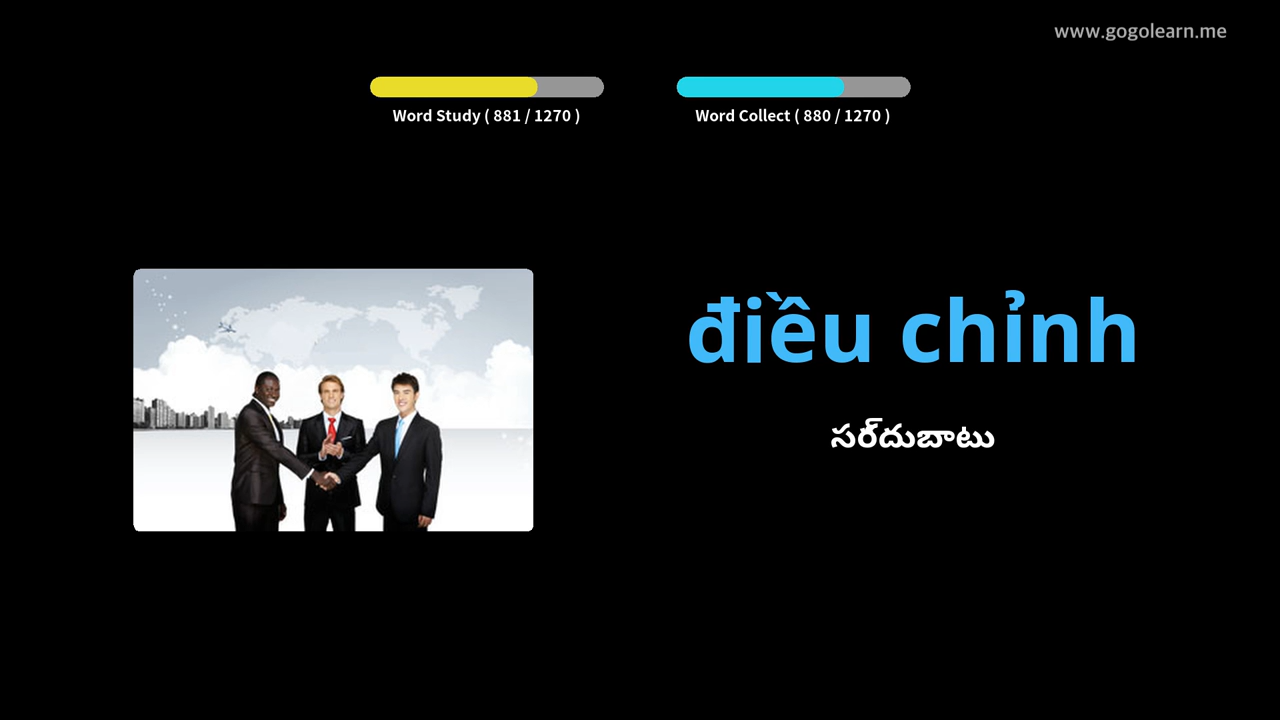 www.gogolearn.me
Word Study ( 881 / 1270 )
Word Collect ( 880 / 1270 )
điều chỉnh
సర్‌దుబాటు